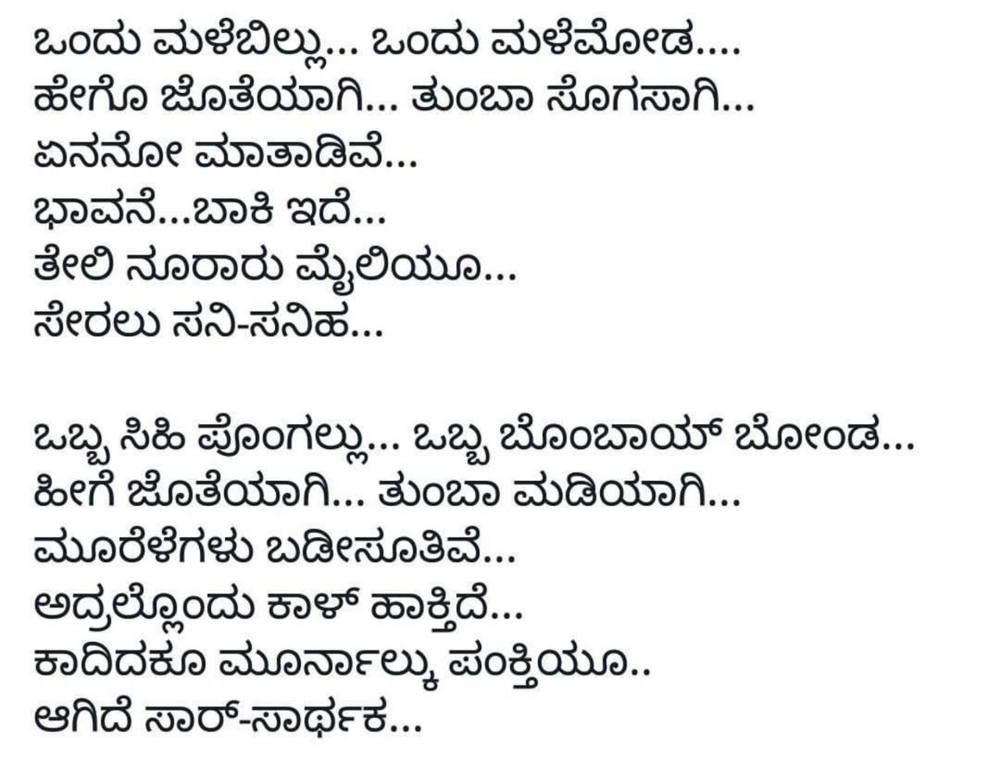 ಒಂದು ಮಳೆಬಿಲ್ಲು... ಒಂದು ಮಳೆಮೋಡ....
ಹೇಗೊ ಜೊತೆಯಾಗಿ... ತುಂಬಾ ಸೊಗಸಾಗಿ...
ಏನನೋ ಮಾತಾಡಿವೆ...
ಭಾವನೆ...ಬಾಕಿ ಇದೆ...
ತೇಲಿ ನೂರಾರು ಮೈಲಿಯೂ...
ಸೇರಲು ಸನಿ-ಸನಿಹ...

ಒಬ್ಬ ಸಿಹಿ ಪೊಂಗಲ್ಲು... ಒಬ್ಬ ಬೊಂಬಾಯ್ ಬೋಂಡ...
ಹೀಗೆ ಜೊತೆಯಾಗಿ... ತುಂಬಾ ಮಡಿಯಾಗಿ...
ಮೂರೆಳೆಗಳು ಬಡೀಸೂತಿವೆ...
ಅದ್ರಲ್ಲೊಂದು ಕಾಳ್ ಹಾಕ್ತಿದೆ...
ಕಾದಿದಕೂ ಮೂರ್ನಾಲ್ಕು ಪಂಕ್ತಿಯೂ..
ಆಗಿದೆ ಸಾರ್-ಸಾರ್ಥಕ...